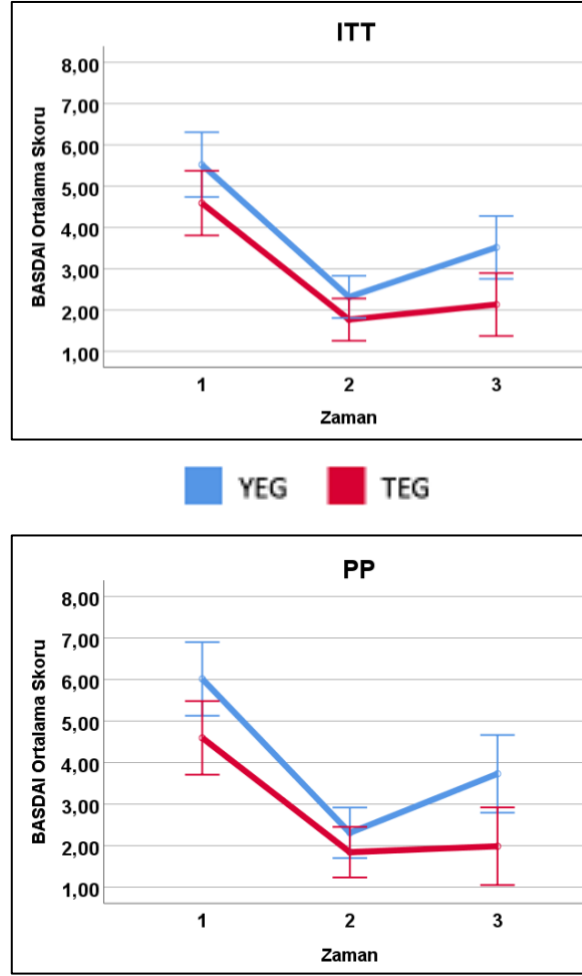 ITT
8,00
7,00
6,00
5,00
4,00
3,00
2,00
1,00
BASDAI Ortalama Skoru
1 2 3
Zaman
YEG TEG
PP
8,00
7,00
6,00
5,00
4,00
3,00
2,00
1,00
BASDAI Ortalama Skoru
1 2 3
Zaman